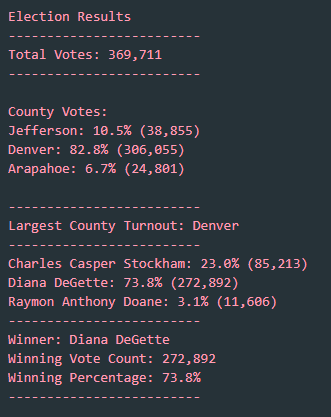 Election Results
-------------------------
Total Votes: 369,711
-------------------------
County Votes:
Jefferson: 10.5% (38,855)
Denver: 82.8% (306,055)
Arapahoe: 6.7% (24,801)
-------------------------
Largest County Turnout: Denver
-------------------------
Charles Casper Stockham: 23.0% (85,213)
Diana DeGette: 73.8% (272,892)
Raymon Anthony Doane: 3.1% (11,606)
-------------------------
Winner: Diana DeGette
Winning Vote Count: 272,892
Winning Percentage: 73.8%
-------------------------